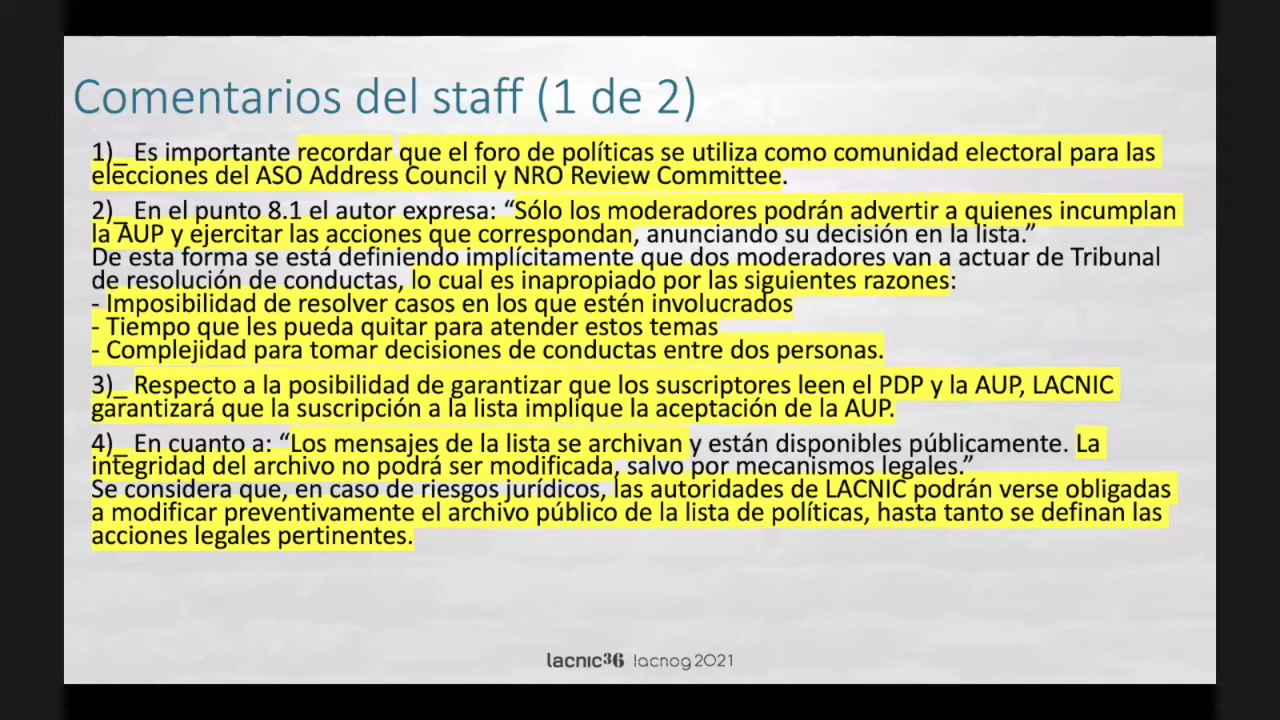 Comentarios del staff (1 de 2)
1)_ Es importante recordar que el foro de políticas se utiliza como comunidad electoral para las
elecciones del ASO Address Council y NRO Review Committee.
2)_ En el punto 8.1 el autor expresa: “Sólo los moderadores podrán advertir a quienes incumplan
la AUP y ejercitar las acciones que correspondan, anunciando su decisión en la lista.”
De esta forma se está definiendo implícitamente que dos moderadores van a actuar de Tribunal
de resolución de conductas, lo cual es inapropiado por las siguientes razones:
- Imposibilidad de resolver casos en los que estén involucrados
- Tiempo que les pueda quitar para atender estos temas
- Complejidad para tomar decisiones de conductas entre dos personas.
3)_ Respecto a la posibilidad de garantizar que los suscriptores leen el PDP y la AUP, LACNIC
garantizará que la suscripción a la lista implique la aceptación de la AUP.
4)_ En cuanto a: “Los mensajes de la lista se archivan y están disponibles públicamente. La
integridad del archivo no podrá ser modificada, salvo por mecanismos legales.”
Se considera que, en caso de riesgos jurídicos, las autoridades de LACNIC podrán verse obligadas
a modificar preventivamente el archivo público de la lista de políticas, hasta tanto se definan las
acciones legales pertinentes.
lacnic36 lacnog2021